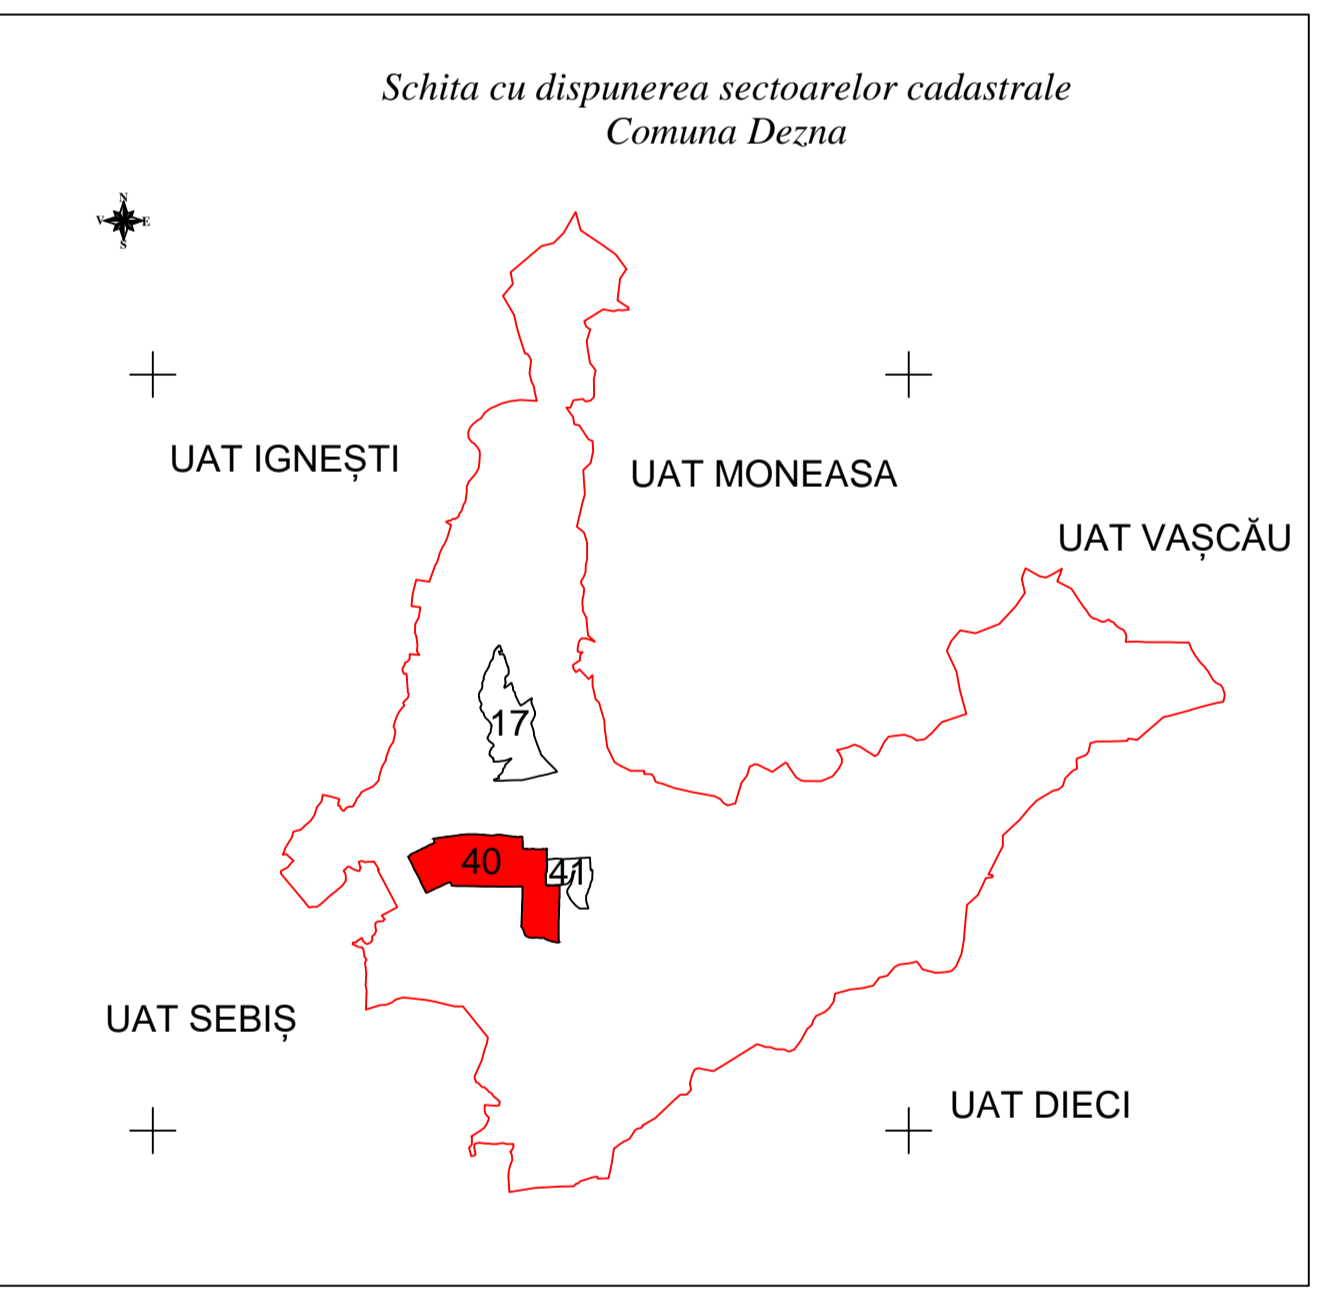 Schita cu dispunerea sectoarelor cadastrale
Comuna Dezna
N
V E
S
UAT IGNEȘTI
UAT MONEASA
UAT VAȘCĂU
17
40
41
UAT SEBIȘ
UAT DIECI